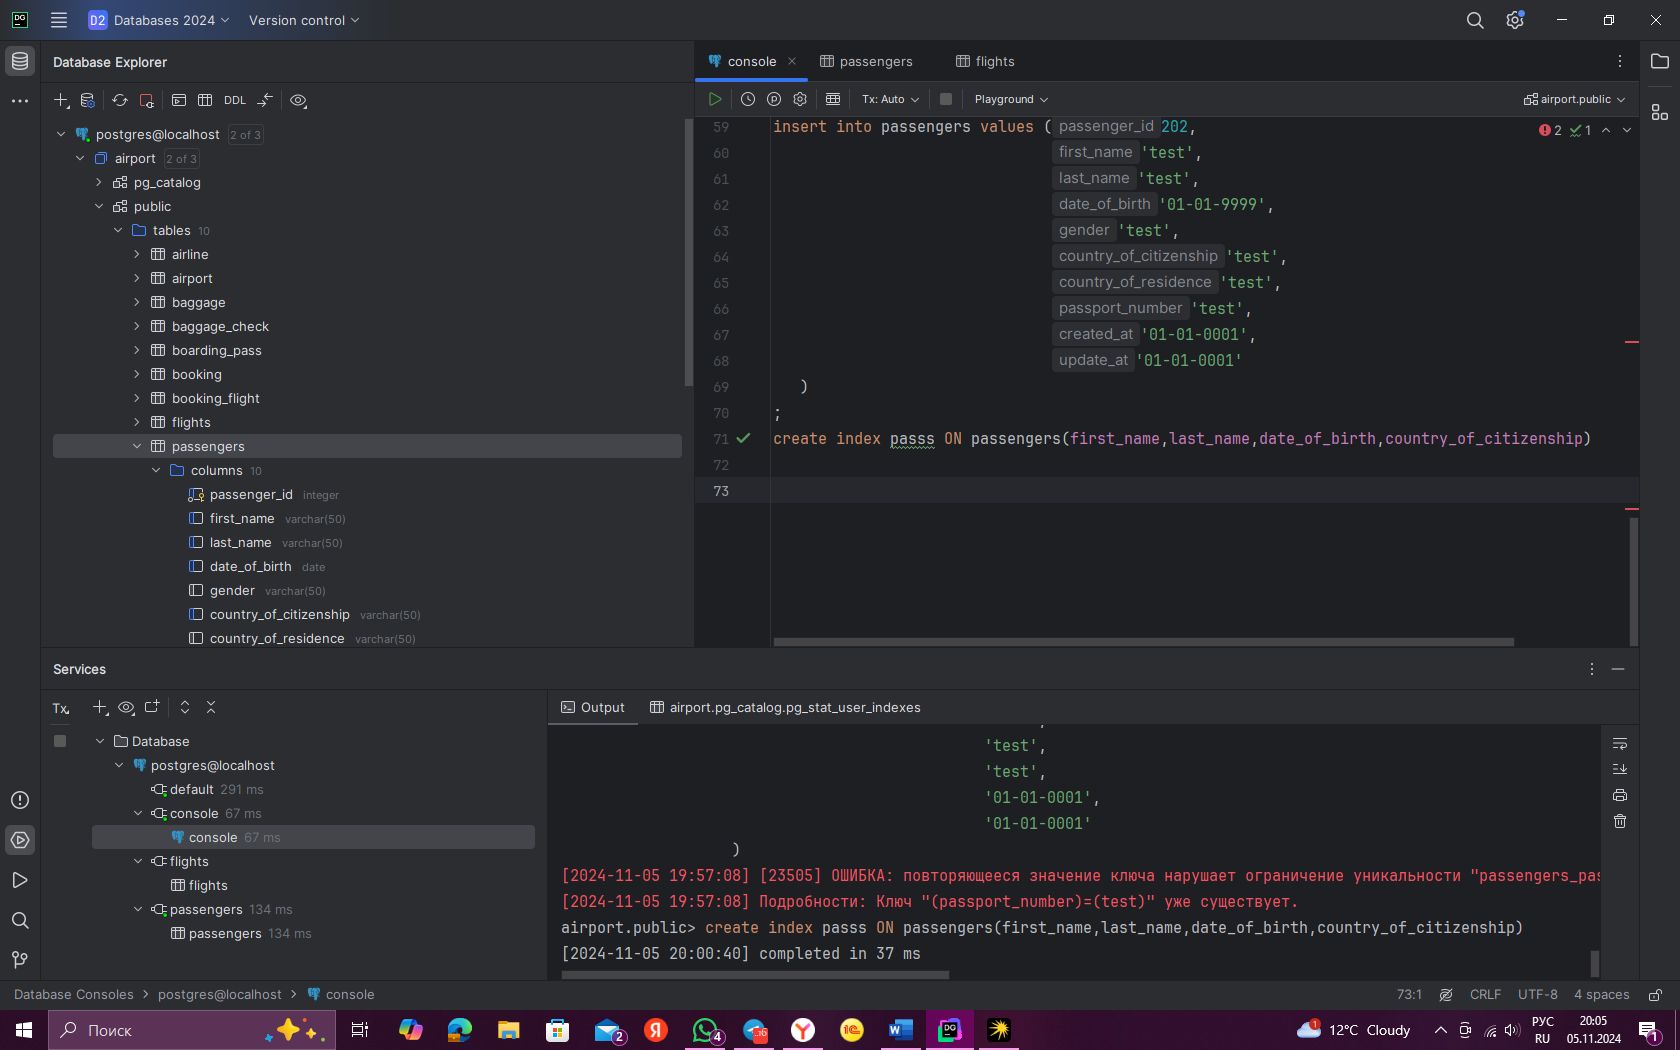 DG
D2 Databases 2024 Version control
Database Explorer
DDL
postgres@localhost 2 of 3
airport 2 of 3
pg_catalog
public
tables 10
airline
airport
baggage
baggage_check
boarding_pass
booking
booking_flight
flights
passengers
columns 10
passenger_id integer
first_name varchar(50)
last_name varchar(50)
date_of_birth date
gender varchar(50)
country_of_citizenship varchar(50)
country_of_residence varchar(50)
console passengers flights
Tx: Auto Playground airport.public
2 1
59 insert into passengers values ( passenger_id 202,
60 first_name 'test',
61 last_name 'test',
62 date_of_birth '01-01-9999',
63 gender 'test',
64 country_of_citizenship 'test',
65 country_of_residence 'test',
66 passport_number 'test',
67 created_at '01-01-0001',
68 update_at '01-01-0001'
69 )
70 ;
71 create index passs ON passengers(first_name,last_name,date_of_birth,country_of_citizenship)
72
73
Services
Tx
Database
postgres@localhost
default 291 ms
console 67 ms
console 67 ms
flights
flights
passengers 134 ms
passengers 134 ms
Output airport.pg_catalog.pg_stat_user_indexes
'test',
'test',
'01-01-0001',
'01-01-0001'
)
[2024-11-05 19:57:08] [23505] ОШИБКА: повторяющееся значение ключа нарушает ограничение уникальности "passengers_pas
[2024-11-05 19:57:08] Подробности: Ключ "(passport_number)=(test)" уже существует.
airport.public> create index passs ON passengers(first_name,last_name,date_of_birth,country_of_citizenship)
[2024-11-05 20:00:40] completed in 37 ms
Database Consoles > postgres@localhost > console
73:1 CRLF UTF-8 4 spaces
Поиск
2
Я
4
Y
1С
W
DG
1
12°C Cloudy
РУС
RU
20:05
05.11.2024
1